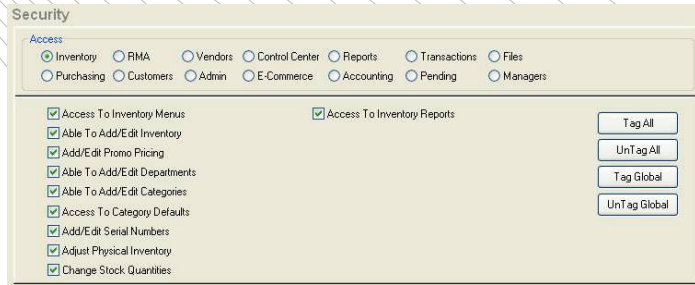 Security
Access
Inventory RMA Vendors Control Center Reports Transactions Files
Purchasing Customers Admin E-Commerce Accounting Pending Managers
Access To Inventory Menus Access To Inventory Reports
Able To Add/Edit Inventory
Add/Edit Promo Pricing
Able To Add/Edit Departments
Able To Add/Edit Categories
Access To Category Defaults
Add/Edit Serial Numbers
Adjust Physical Inventory
Change Stock Quantities
Tag All
UnTag All
Tag Global
UnTag Global